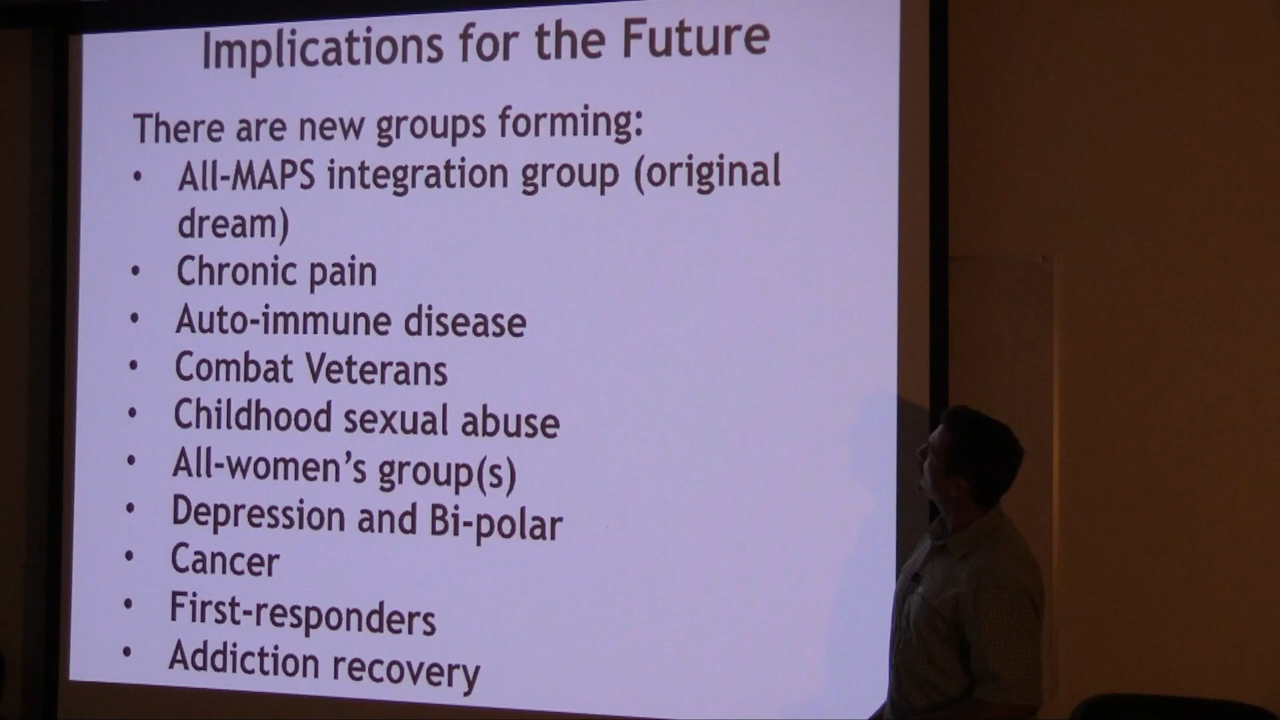 Implications for the Future
There are new groups forming:
• All-MAPS integration group (original
dream)
• Chronic pain
• Auto-immune disease
• Combat Veterans
• Childhood sexual abuse
• All-women’s group(s)
• Depression and Bi-polar
• Cancer
• First-responders
• Addiction recovery